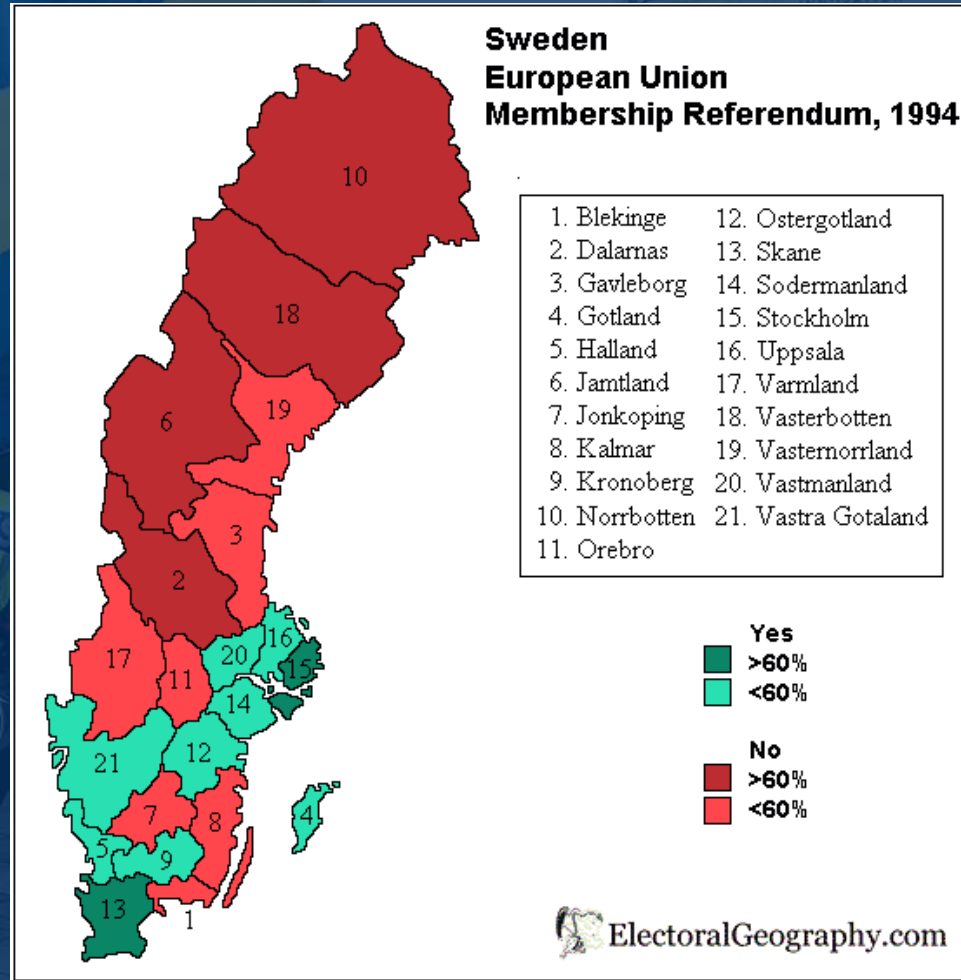 Sweden
European Union
Membership Referendum, 1994
1. Blekinge
2. Dalarnas
3. Gavleborg
4. Gotland
5. Halland
6. Jamtland
7. Jonkoping
8. Kalmar
9. Kronoberg
10. Norrbotten
11. Orebro
12. Ostergotland
13. Skane
14. Sodermanland
15. Stockholm
16. Uppsala
17. Varmland
18. Vasterbotten
19. Vasternorrland
20. Vastmanland
21. Vastra Gotaland
10
18
19
6
3
2
16
20
15
17
11
14
12
21
7
8
4
5
9
13
1
Yes
>60%
<60%
No
>60%
<60%
ElectoralGeography.com